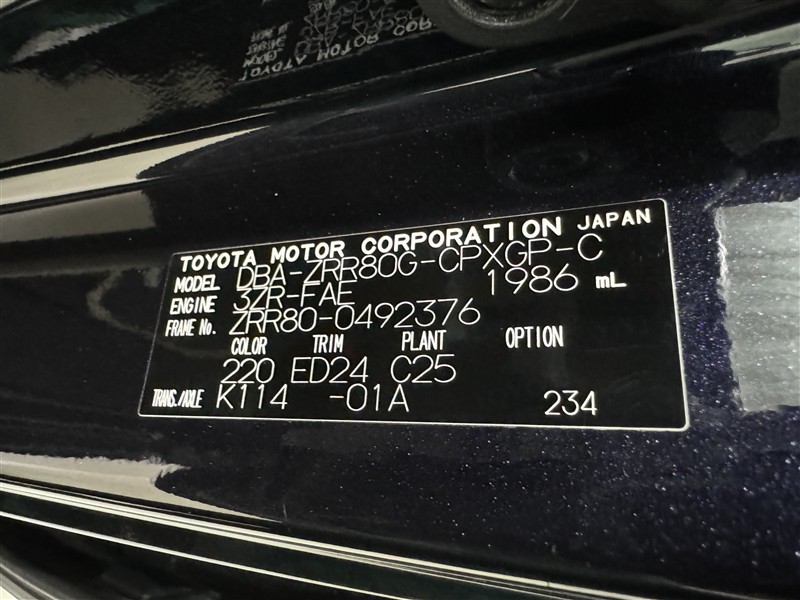 TOYOTA MOTOR CORPORATION JAPAN
MODEL DBA-ZRR80G-CPXGP-C
ENGINE 3ZR-FAE 1986 mL
FRAME No. ZRR80-0492376
COLOR TRIM PLANT OPTION
220 ED24 C25
TRANS./AXLE K114 -01A 234